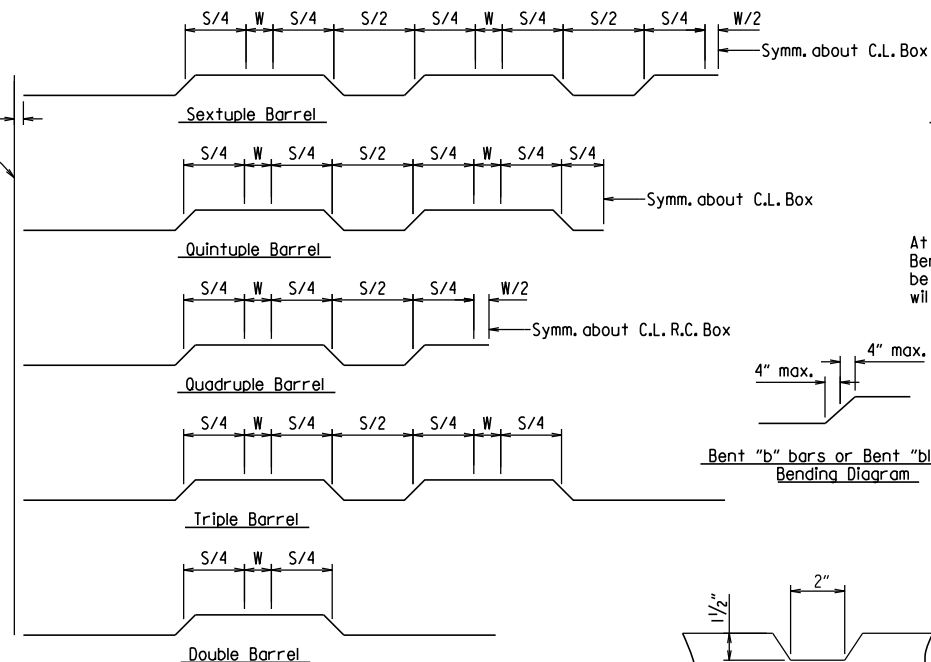 S/4 W S/4 S/2 S/4 W S/4 S/2 S/4 W/2
Symm. about C.L. Box
Sextuple Barrel
S/4 W S/4 S/2 S/4 W S/4 S/4
Symm. about C.L. Box
Quintuple Barrel
S/4 W S/4 S/2 S/4 W/2
Symm. about C.L. R.C. Box
Quadruple Barrel
S/4 W S/4 S/2 S/4 W S/4
Triple Barrel
S/4 W S/4
Double Barrel
At
be
4" max.
4" max.
Bent "b" bars or Bent
Bending Diagram
2"
1½"